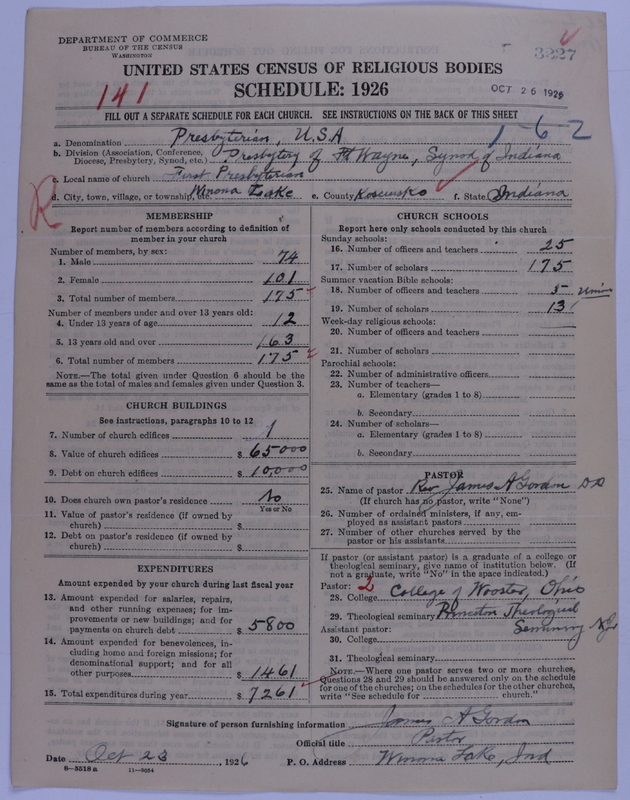 DEPARTMENT OF COMMERCE
BUREAU OF THE CENSUS
WASHINGTON
3227
UNITED STATES CENSUS OF RELIGIOUS BODIES
SCHEDULE: 1926
141
OCT 25 1926
FILL OUT A SEPARATE SCHEDULE FOR EACH CHURCH. SEE INSTRUCTIONS ON THE BACK OF THIS SHEET
1-6-2
a. Denomination Presbyterian, U.S.A
b. Division (Association, Conference, Diocese, Presbytery, Synod, etc.) Presbytery of Ft Wayne, Synod of Indiana
c. Local name of church First Presbyterian
R
d. City, town, village, or township, etc. Winona Lake e. County Kosciusko f. State Indiana
MEMBERSHIP
Report number of members according to definition of
member in your church
Number of members, by sex:
1. Male 74
2. Female 101
3. Total number of members 175
Number of members under and over 13 years old:
4. Under 13 years of age 12
5. 13 years old and over 163
6. Total number of members 175
NOTE.—The total given under Question 6 should be
same as the total of males and females given under Question 3.
CHURCH BUILDINGS
See instructions, paragraphs 10 to 12
7. Number of church edifices 1
8. Value of church edifices $ 65000
9. Debt on church edifices $ 10,000
10. Does church own pastor's residence No
Yes or No
11. Value of pastor's residence (if owned by
church) $
12. Debt on pastor's residence (if owned by
church) $
EXPENDITURES
Amount expended by your church during last fiscal year
13. Amount expended for salaries, repairs,
and other running expenses; for im-
provements or new buildings; and for
payments on church debt $ 5800
14. Amount expended for benevolences, in-
cluding home and foreign missions; for
denominational support; and for all
other purposes $ 1461
15. Total expenditures during year $ 7261
CHURCH SCHOOLS
Report here only schools conducted by this church
Sunday schools:
16. Number of officers and teachers 25
17. Number of scholars 175
Summer vacation Bible schools:
18. Number of officers and teachers 5 Union
19. Number of scholars 13
Week-day religious schools:
20. Number of officers and teachers
21. Number of scholars
Parochial schools:
22. Number of administrative officers
23. Number of teachers—
a. Elementary (grades 1 to 8)
b. Secondary
24. Number of scholars—
a. Elementary (grades 1 to 8)
b. Secondary
PASTOR
25. Name of pastor Rev James A Gordon DD
(If church has no pastor, write "None")
26. Number of ordained ministers, if any, em-
ployed as assistant pastors
27. Number of other churches served by the
pastor or his assistants
If pastor (or assistant pastor) is a graduate of a college or
theological seminary, give name of institution below. (If
not a graduate, write "No" in the space indicated.)
Pastor: 2
28. College College of Wooster, Ohio
29. Theological seminary Princeton Theological
Assistant pastor: Seminary N.J.
30. College
31. Theological seminary
NOTE.—Where one pastor serves two or more churches,
Questions 28 and 29 should be answered only on the schedule
for one of the churches; on the schedules for the other churches,
write "See schedule for church."
Signature of person furnishing information James A Gordon
Official title Pastor
Date Oct 23, 1926 P. O. Address Winona Lake, Ind
8—5518 a 11—9054